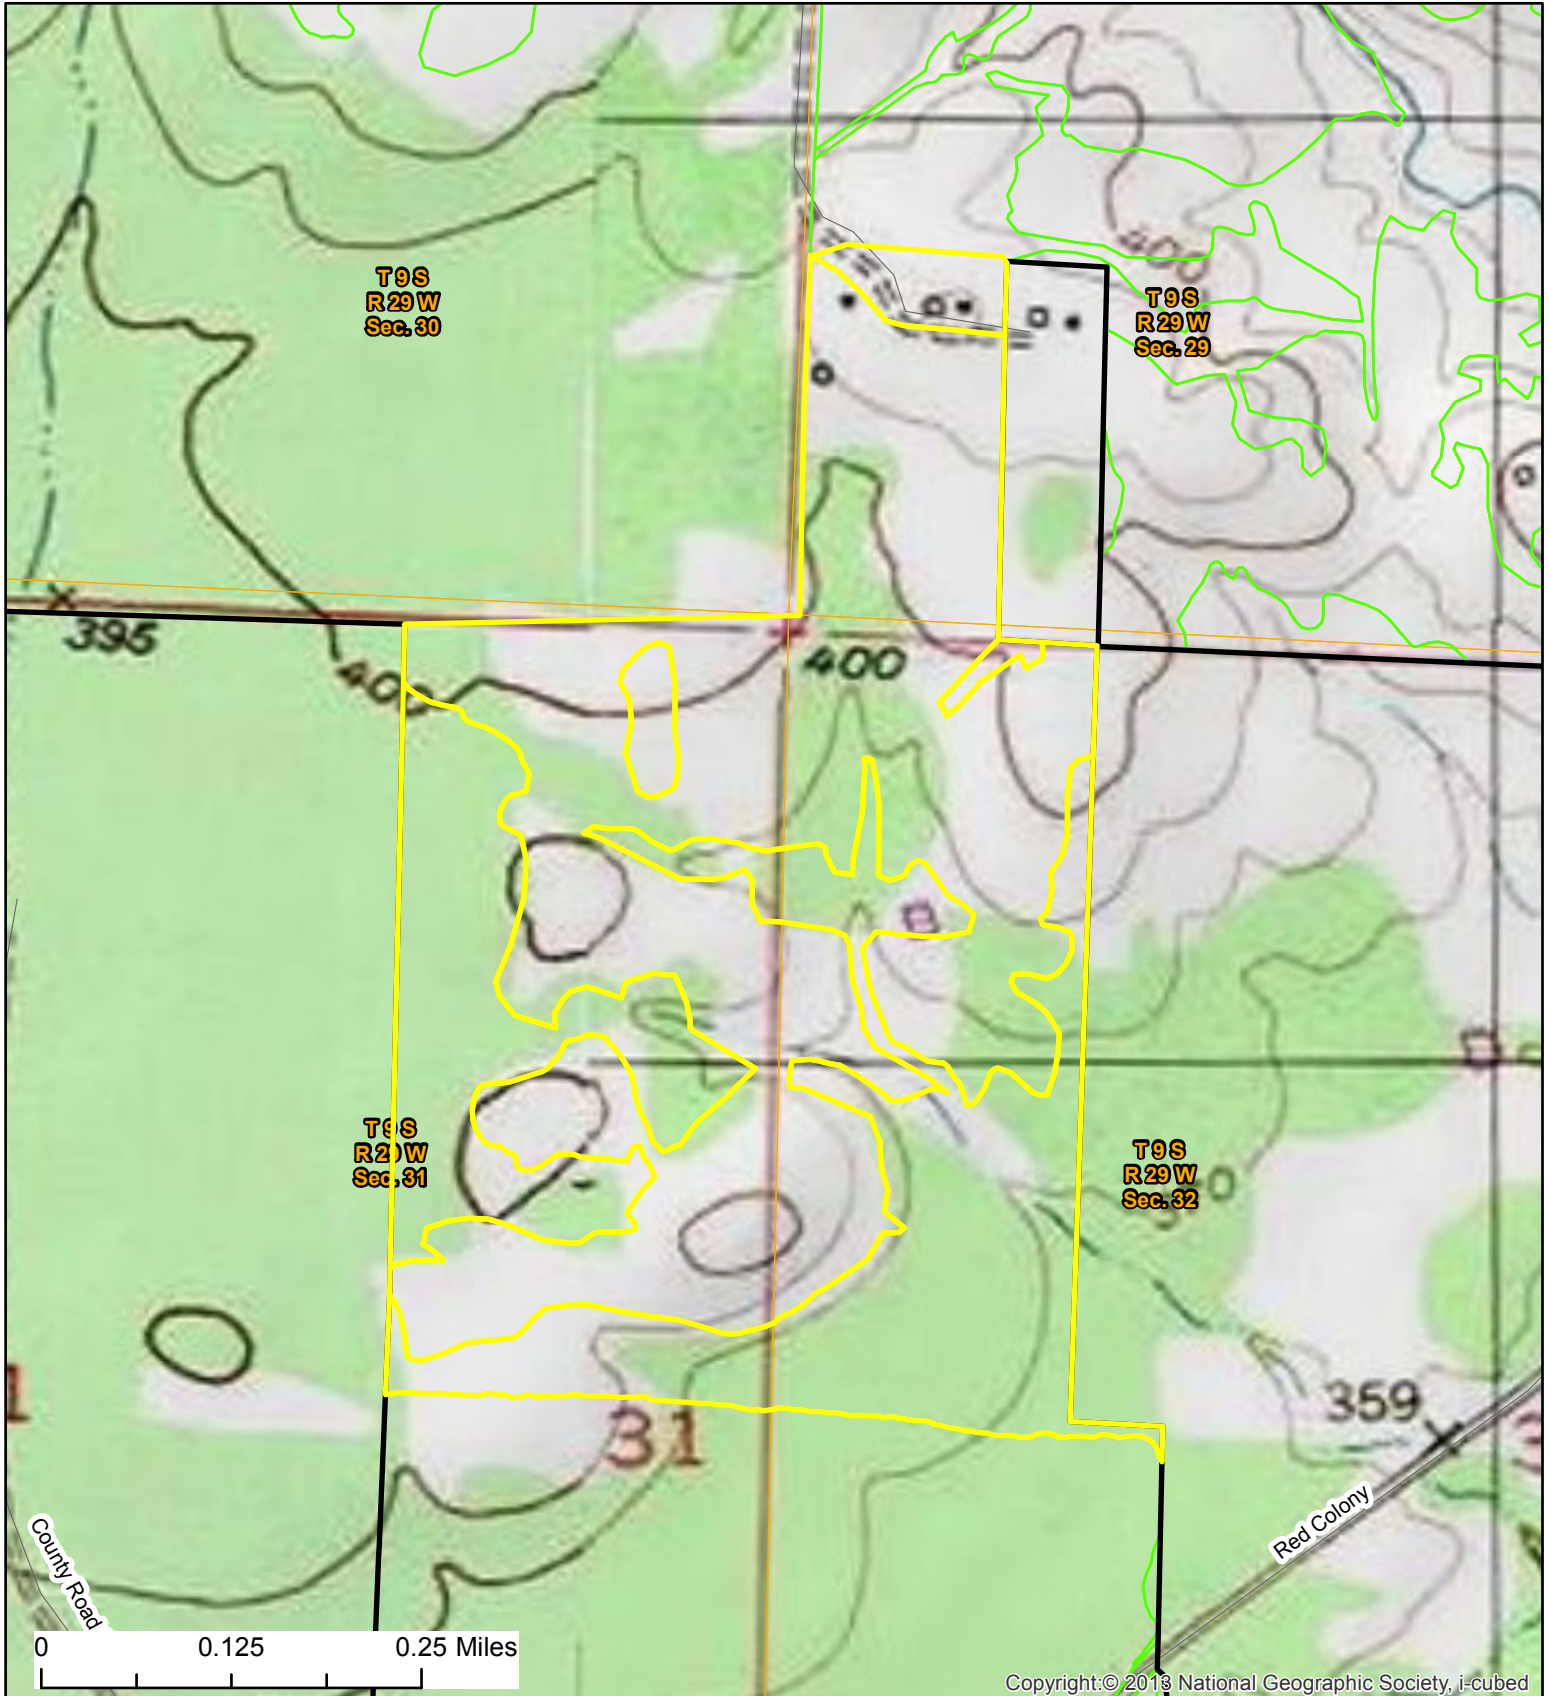 T 9 S
R 29 W
Sec. 30
400
T 9 S
R 29 W
Sec. 29
395
400
400
T 9 S
R 29 W
Sec. 31
T 9 S
R 29 W
Sec. 32
31
359
Red Colony
County Road
0 0.125 0.25 Miles
Copyright:© 2013 National Geographic Society, i-cubed